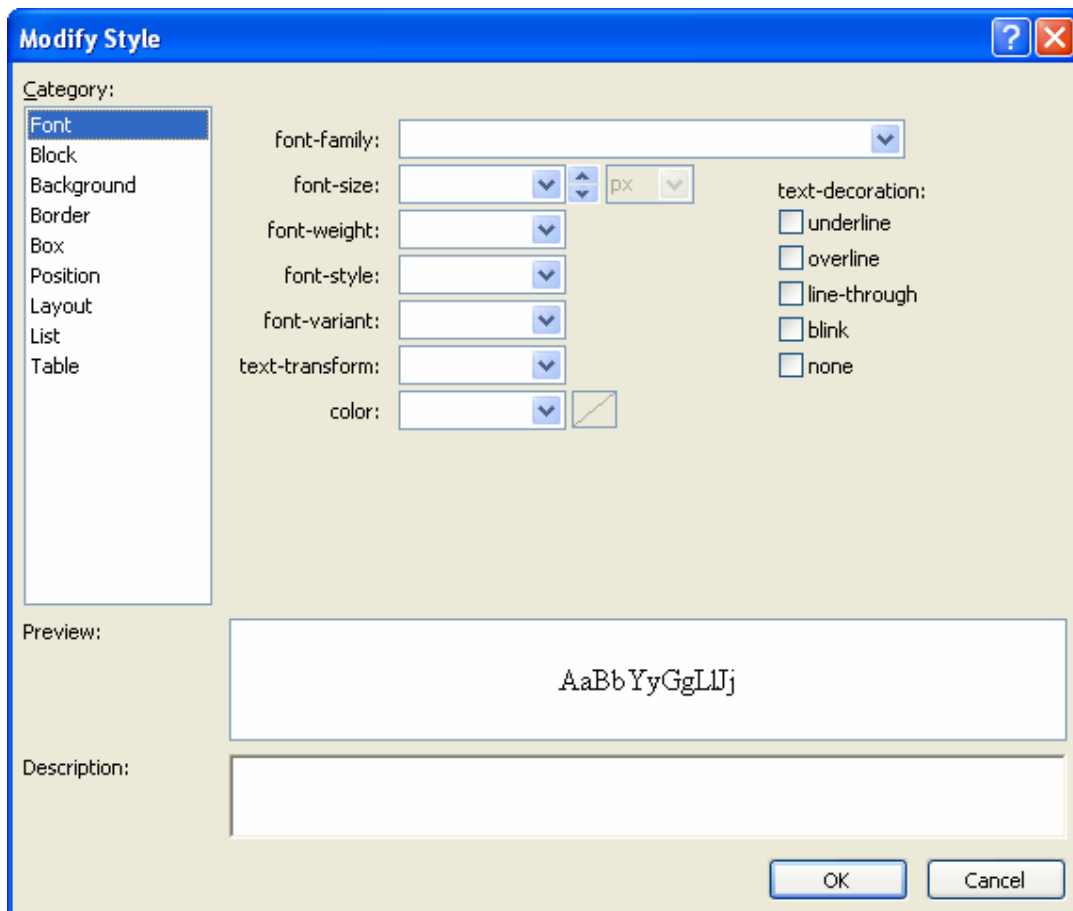 Modify Style
Category:
Font
Block
Background
Border
Box
Position
Layout
List
Table
font-family:
font-size:
px
font-weight:
font-style:
font-variant:
text-transform:
color:
text-decoration:
underline
overline
line-through
blink
none
Preview:
AaBbYyGgLlJj
Description:
OK
Cancel